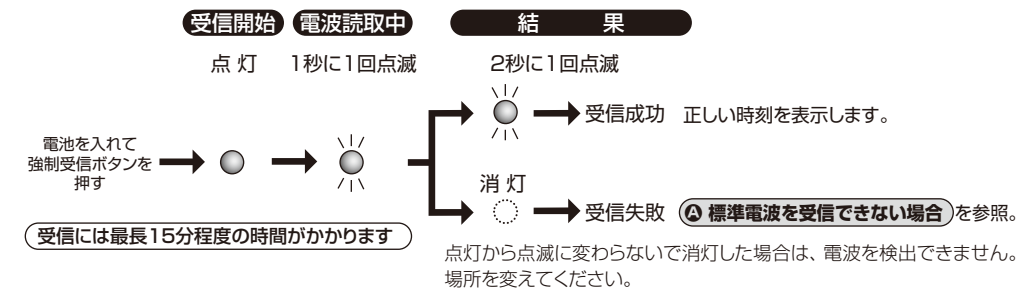 受信開始 電波読取中 結果
点灯 1秒に1回点滅 2秒に1回点滅
電池を入れて
強制受信ボタンを
押す
受信成功 正しい時刻を表示します。
消灯
受信失敗 Ⓐ 標準電波を受信できない場合を参照。
受信には最長15分程度の時間がかかります
点灯から点滅に変わらないで消灯した場合は、電波を検出できません。
場所を変えてください。